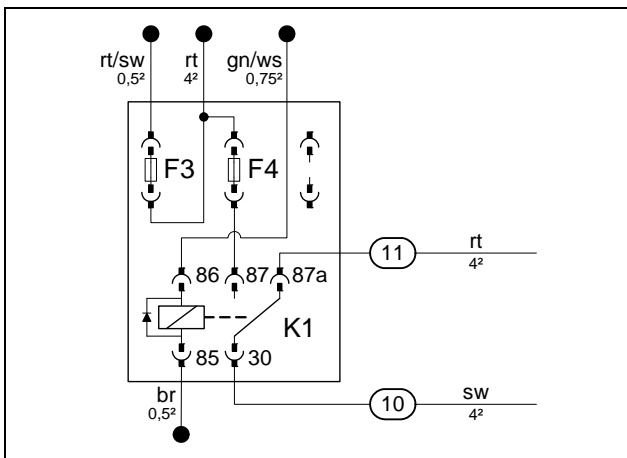 rt/sw rt gn/ws
0,5² 4² 0,75²
F3 F4
11 rt
4²
86 87 87a
K1
85 30
br
0,5²
10 sw
4²